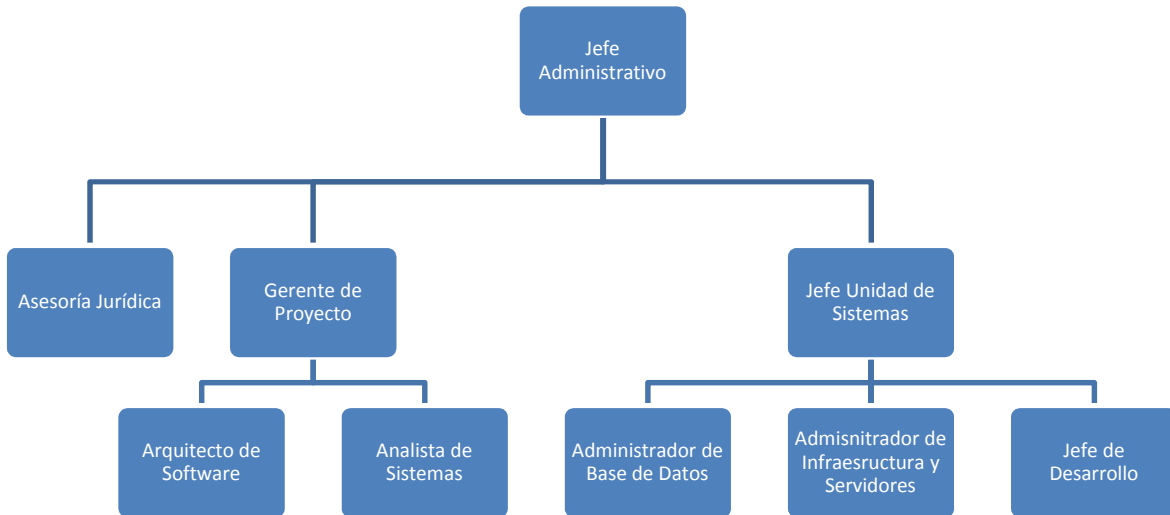 Jefe
Administrativo
Asesoría Jurídica
Gerente de
Proyecto
Jefe Unidad de
Sistemas
Arquitecto de
Software
Analista de
Sistemas
Administrador de
Base de Datos
Admisnitrador de
Infraesructura y
Servidores
Jefe de
Desarrollo